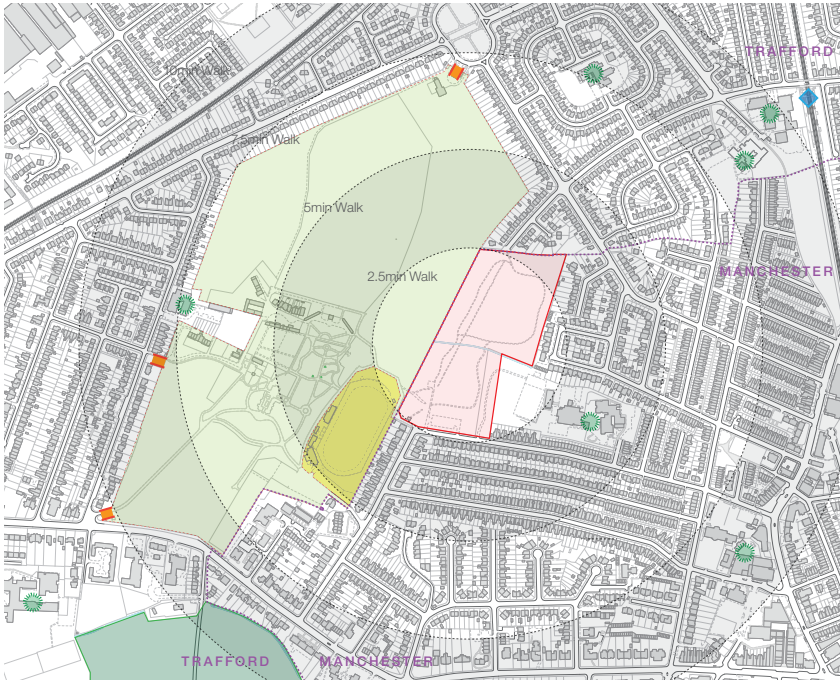 TRAFFORD
10min Walk
7.5min Walk
5min Walk
MANCHESTER
2.5min Walk
TRAFFORD MANCHESTER